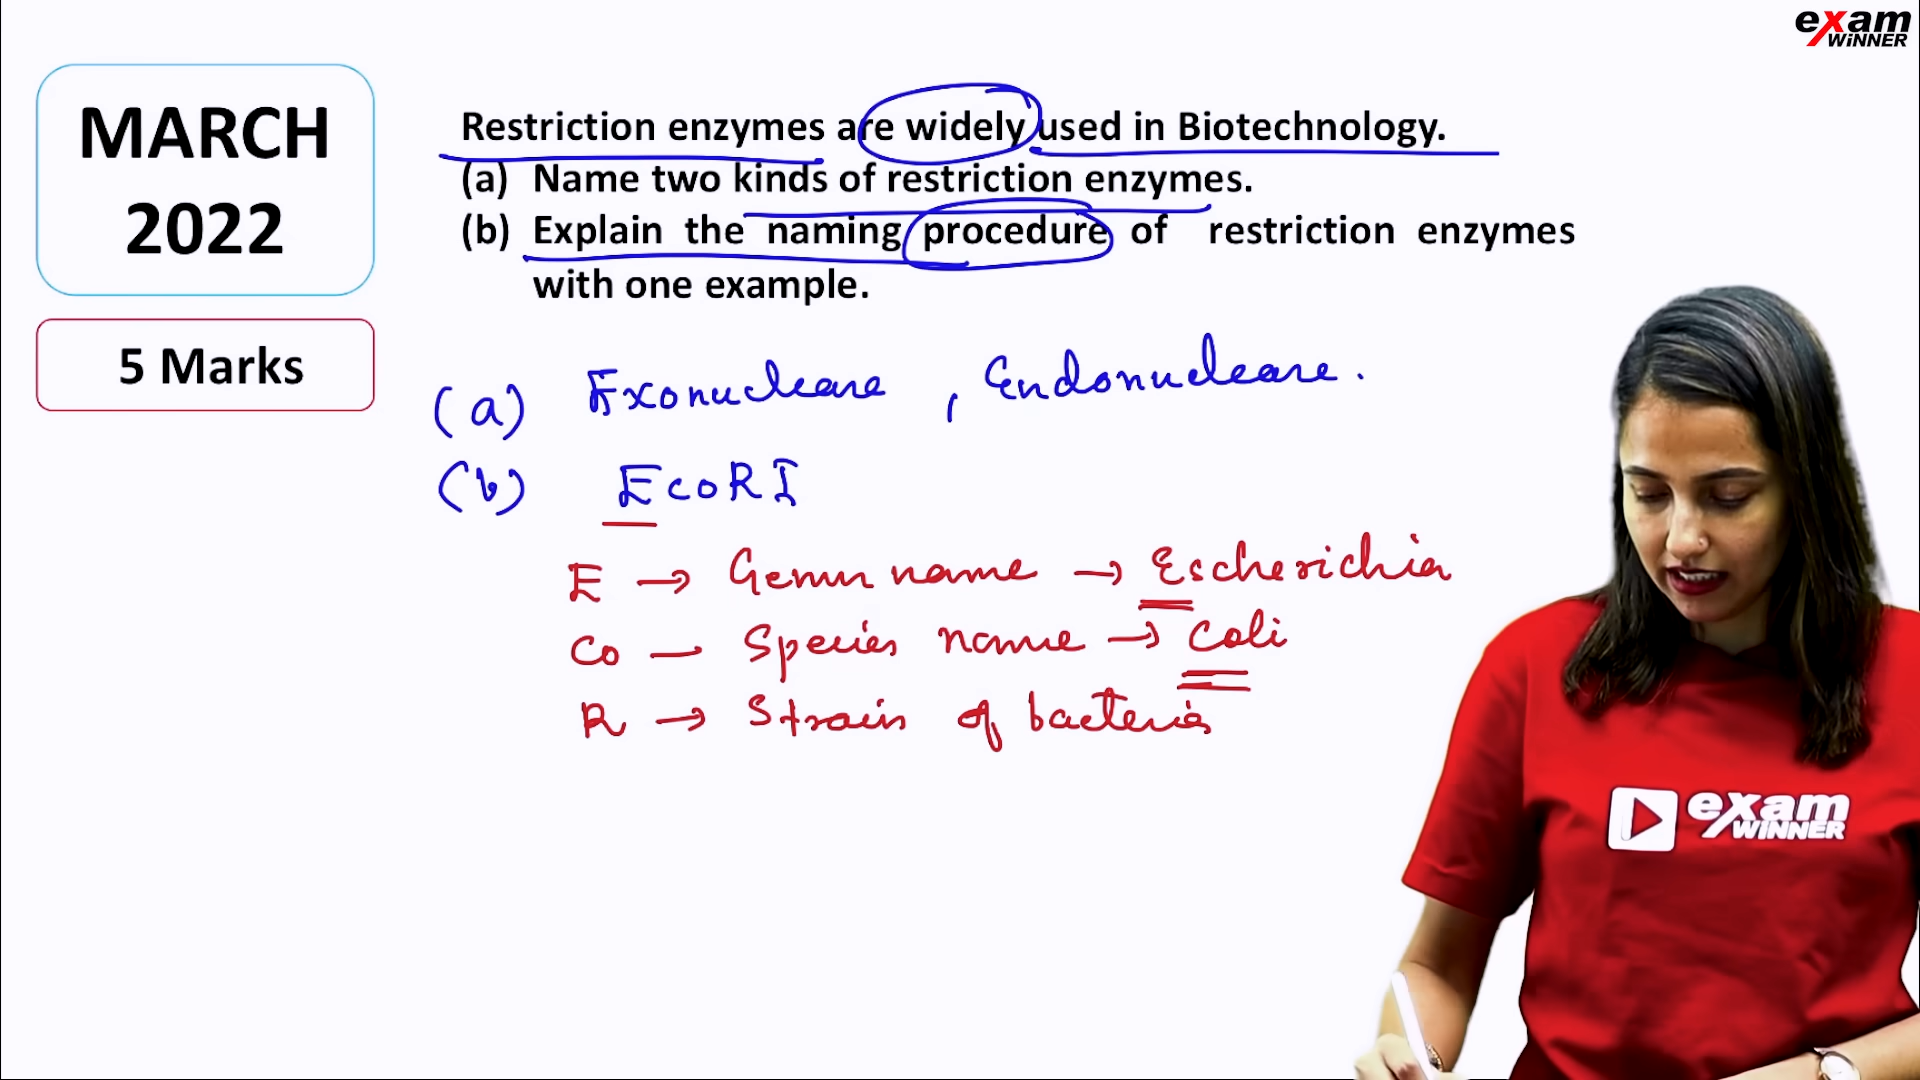 exam
WiNNER
MARCH
2022
5 Marks
Restriction enzymes are widely used in Biotechnology.
(a) Name two kinds of restriction enzymes.
(b) Explain the naming procedure of restriction enzymes
with one example.
(a) Exonuclease , Endonuclease.
(b) EcoRI
E → Genus name → Escherichia
Co — Species name → Coli
R → Strain of bacteria
exam
WiNNER